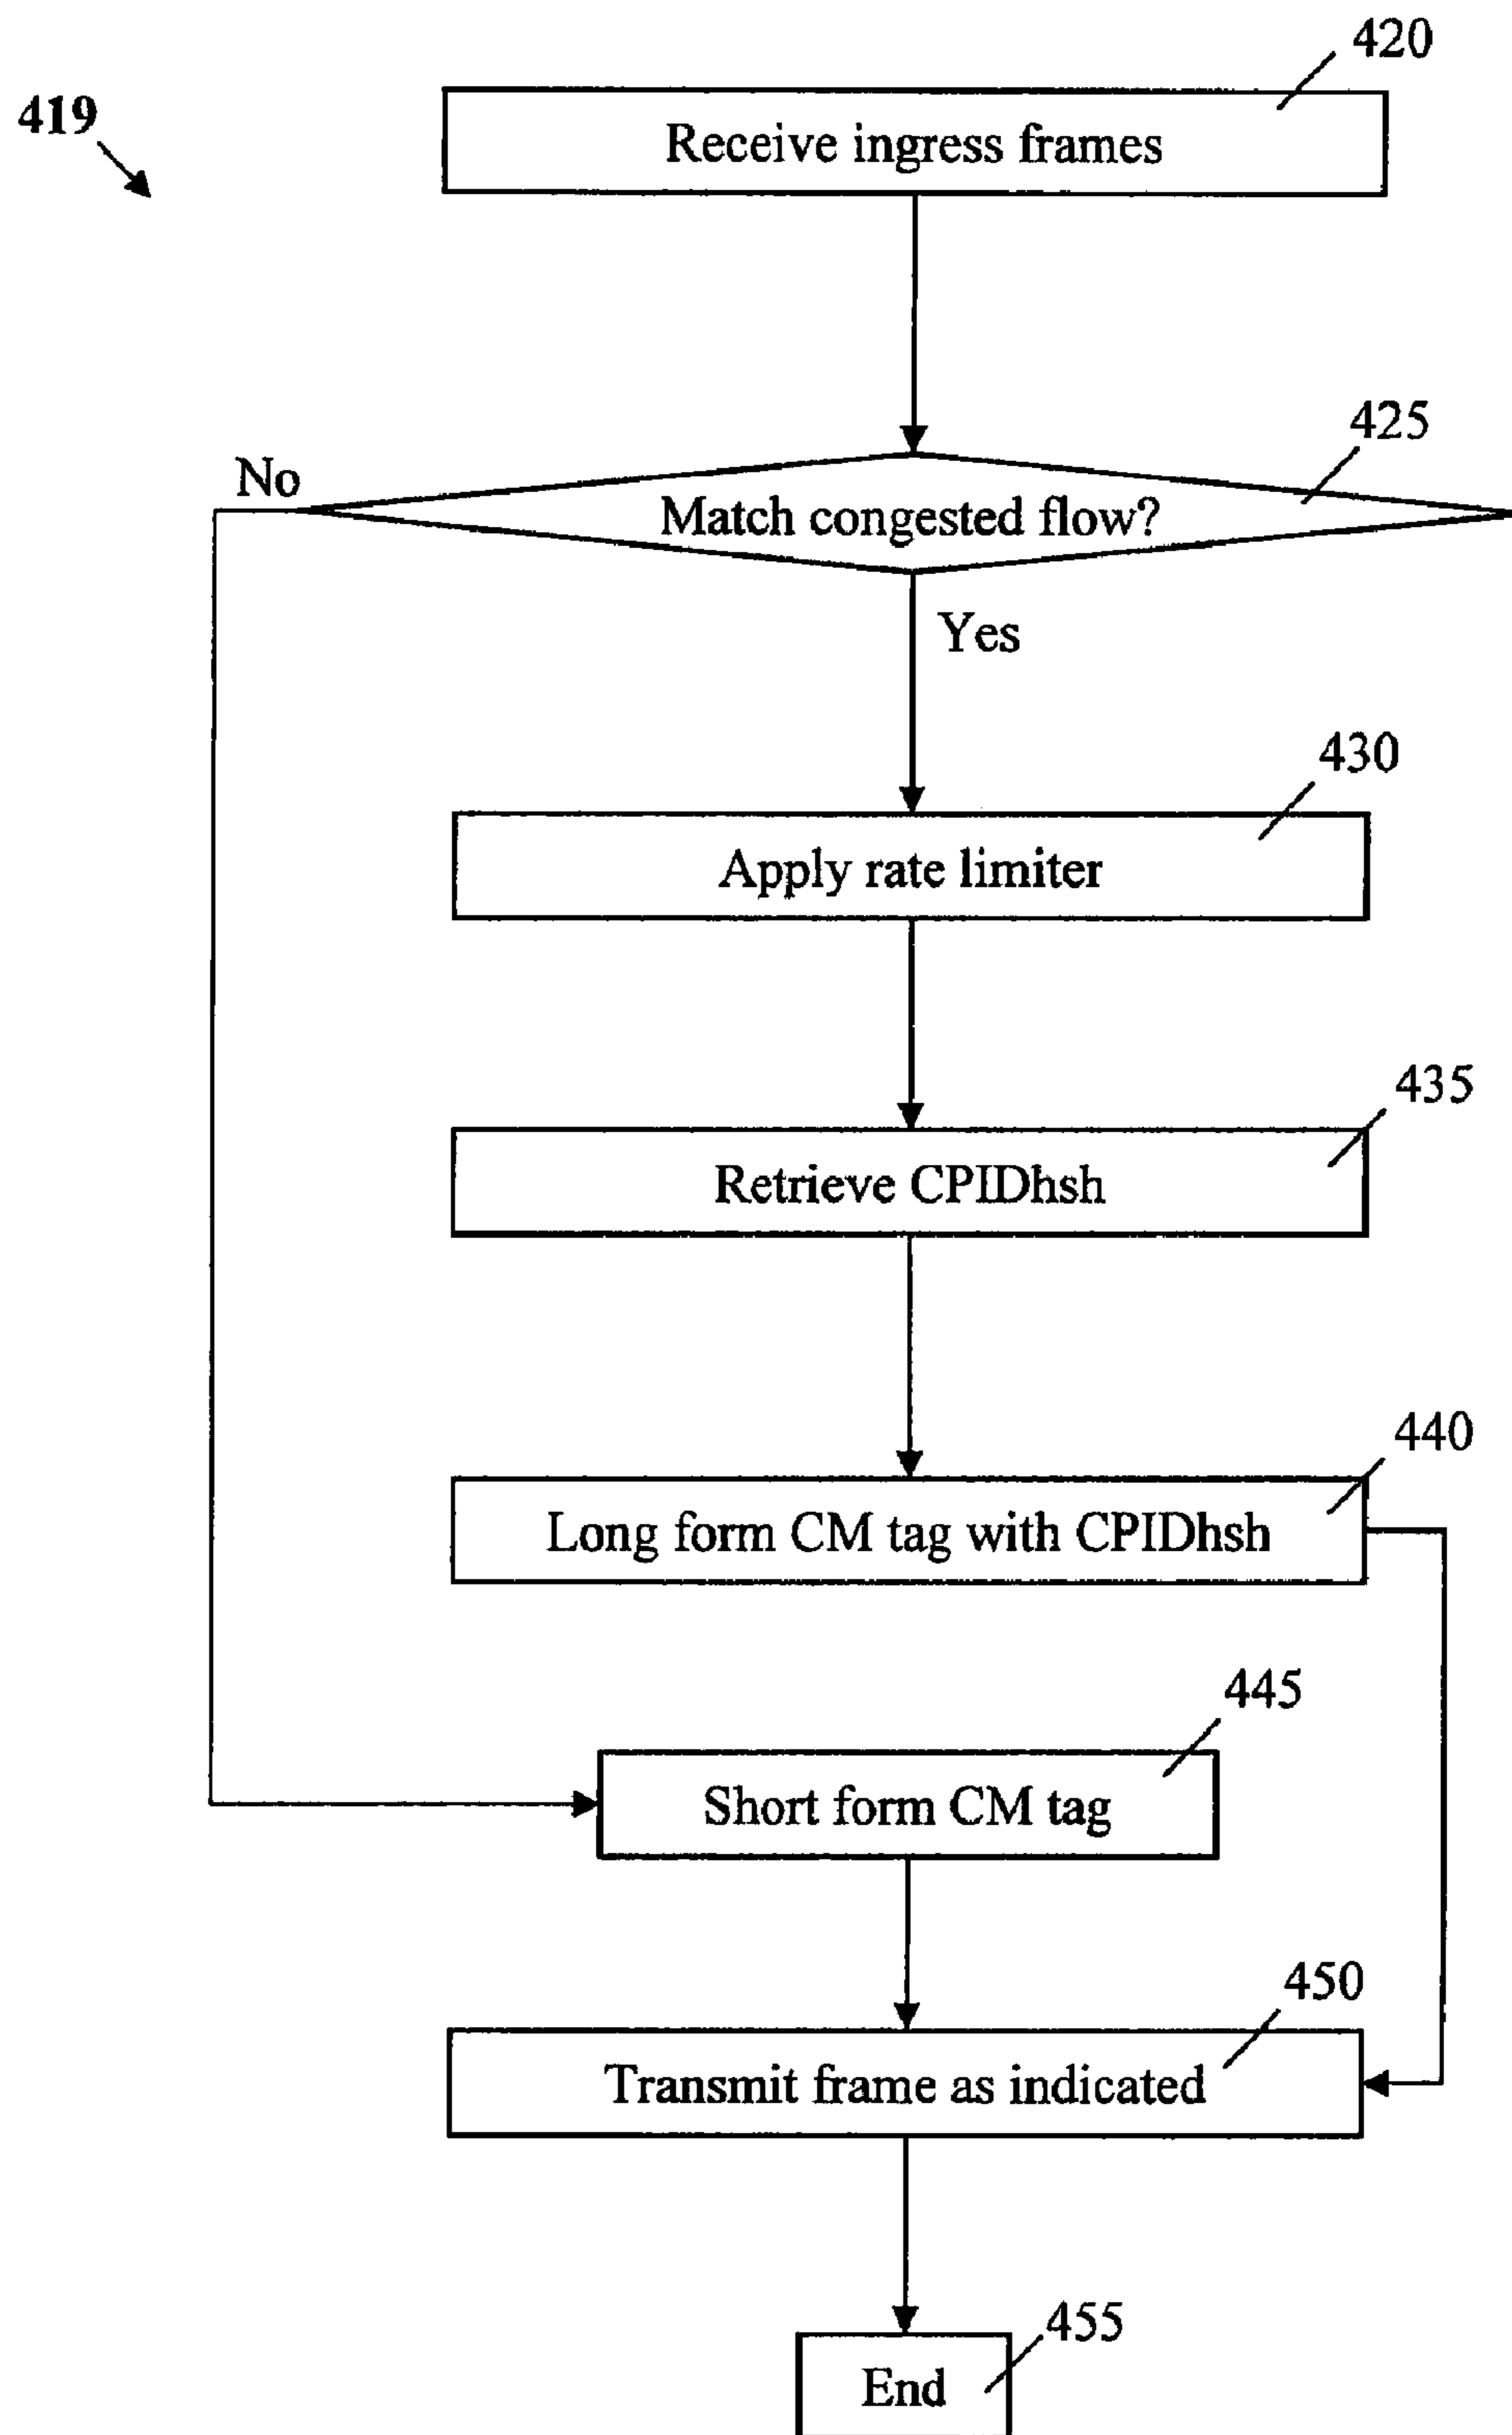 420
419
Receive ingress frames
425
No
Match congested flow?
Yes
430
Apply rate limiter
435
Retrieve CPIDhsh
440
Long form CM tag with CPIDhsh
445
Short form CM tag
450
Transmit frame as indicated
455
End